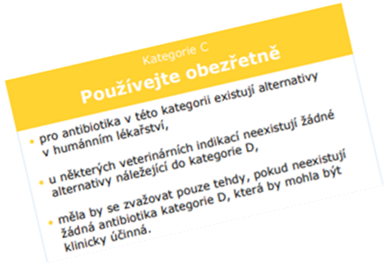 Kategorie C
Používejte obezřetně
• pro antibiotika v této kategorii existují alternativy
v humánním lékařství,
• u některých veterinárních indikací neexistují žádné
alternativy náležející do kategorie D,
• měla by se zvažovat pouze tehdy, pokud neexistují
žádná antibiotika kategorie D, která by mohla být
klinicky účinná.